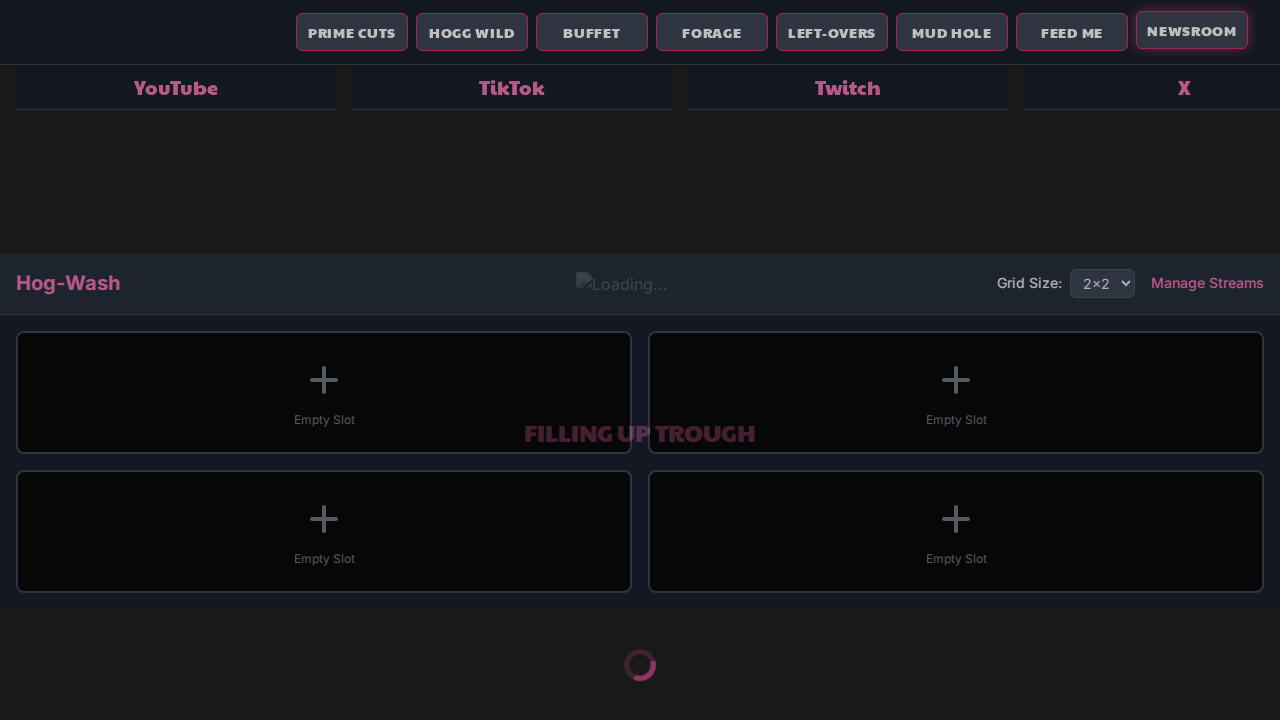 PRIME CUTS HOGG WILD BUFFET FORAGE LEFT-OVERS MUD HOLE FEED ME NEWSROOM
YouTube TikTok Twitch X
Hog-Wash Loading... Grid Size: 2×2 Manage Streams
Empty Slot Empty Slot
FILLING UP TROUGH
Empty Slot Empty Slot